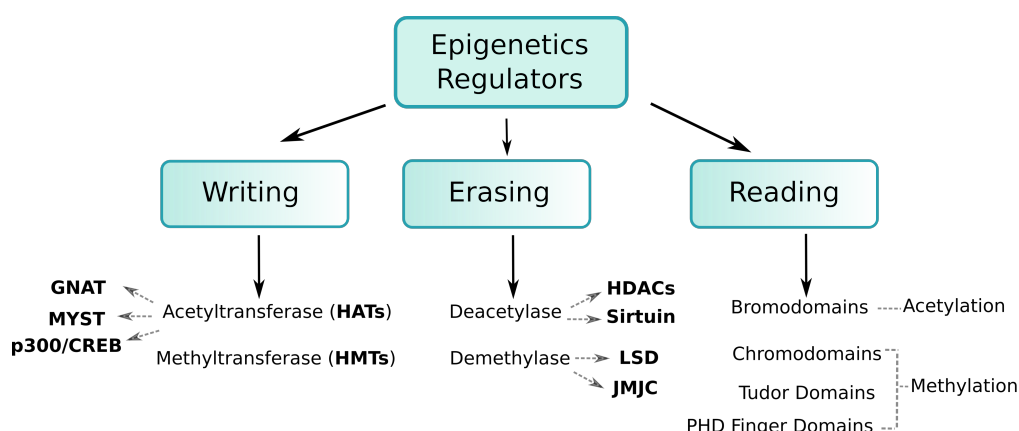 Epigenetics
Regulators
Writing
Erasing
Reading
GNAT
MYST
p300/CREB
Acetyltransferase (HATs)
Methyltransferase (HMTs)
Deacetylase
HDACs
Sirtuin
Demethylase
LSD
JMJC
Bromodomains
Acetylation
Chromodomains
Tudor Domains
PHD Finger Domains
Methylation